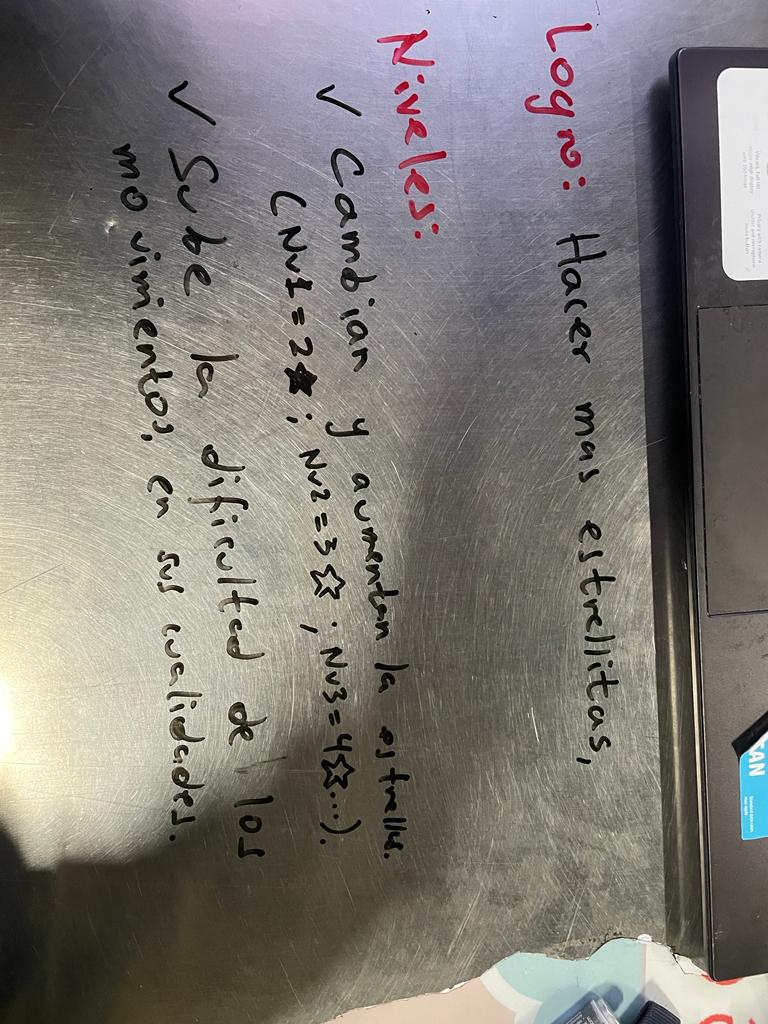 Logro: Hacer mas estrellitas,
Niveles:
✓ Cambian y aumentan la estrellas.
(Nv1=2★; Nv2=3☆; Nv3=4☆...).
✓ Sube la dificultad de los
movimientos, en sus cualidades.
TAN